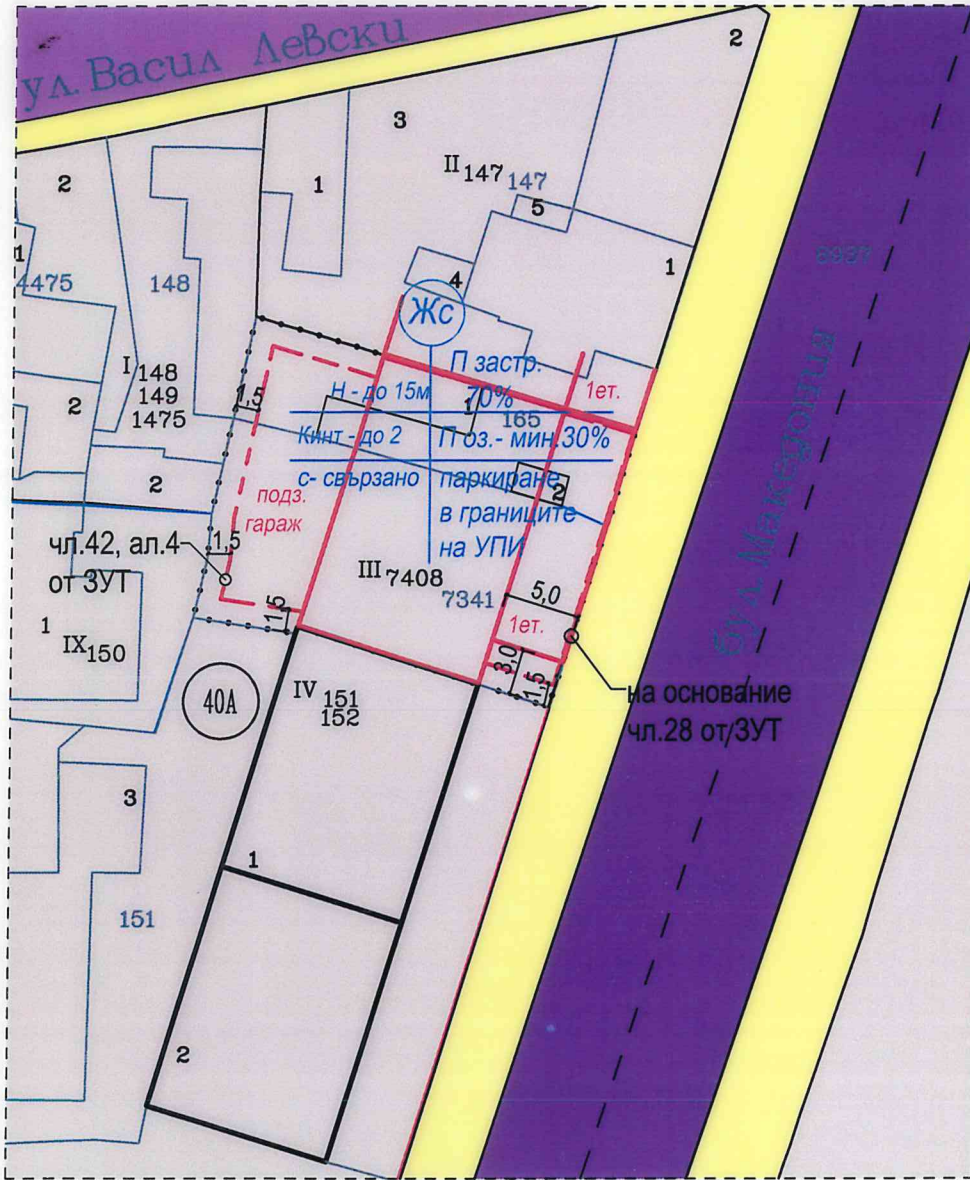 ул. Васил Левски
2
3
2
1
II 147 147
5
1
1
4475
148
4
Жс
П застр.
70%
1ет.
Н - до 15м
1
165
I 148
149
1475
1,5
2
Кинт - до 2
П оз.- мин.30%
с- свързано
паркиране
в границите
на УПИ
2
2
подз.
гараж
1,5
чл.42, ал.4
от ЗУТ
III 7408
7341
5,0
1ет.
1,5
3,0
1,5
1
IX 150
40А
IV 151
152
на основание
чл.28 от ЗУТ
бул. Македония
3
1
151
2